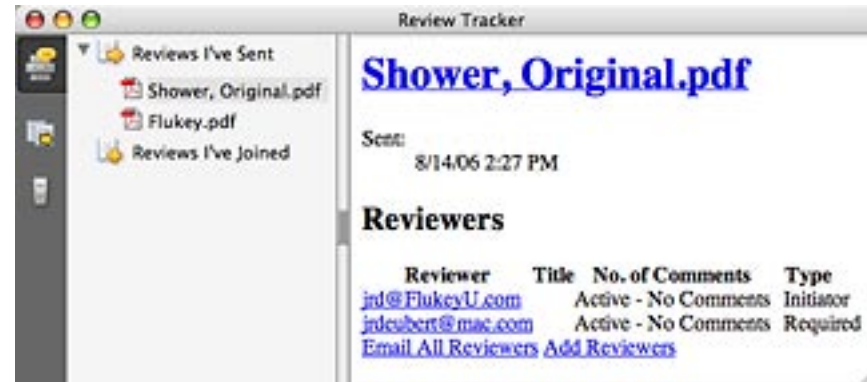 Review Tracker
Reviews I've Sent
Shower, Original.pdf
Flukey.pdf
Reviews I've Joined
Shower, Original.pdf
Sent:
8/14/06 2:27 PM
Reviewers
Reviewer Title No. of Comments Type
jrd@FlukeyU.com Active - No Comments Initiator
jrdeubert@mac.com Active - No Comments Required
Email All Reviewers Add Reviewers